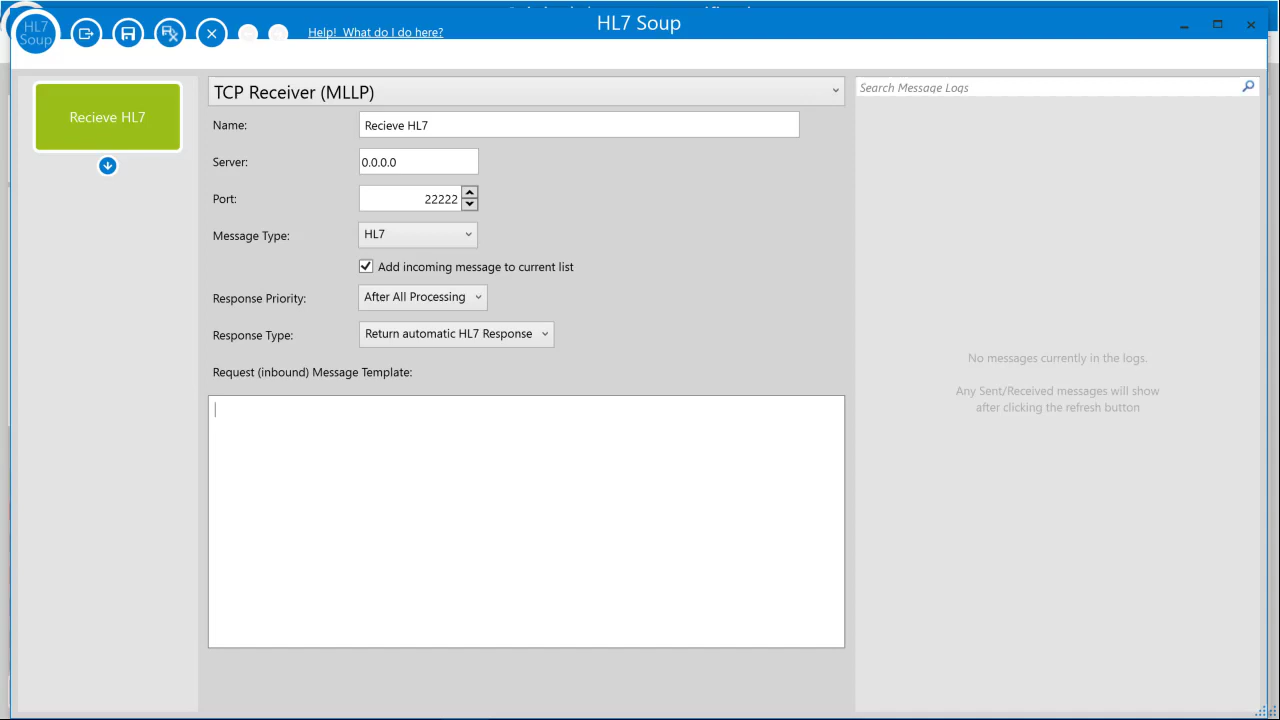 HL7 Soup
HL7
Soup
Help! What do I do here?
Recieve HL7
TCP Receiver (MLLP)
Name:
Recieve HL7
Server:
0.0.0.0
Port:
22222
Message Type:
HL7
Add incoming message to current list
Response Priority:
After All Processing
Response Type:
Return automatic HL7 Response
Request (inbound) Message Template:
Search Message Logs
No messages currently in the logs.
Any Sent/Received messages will show
after clicking the refresh button